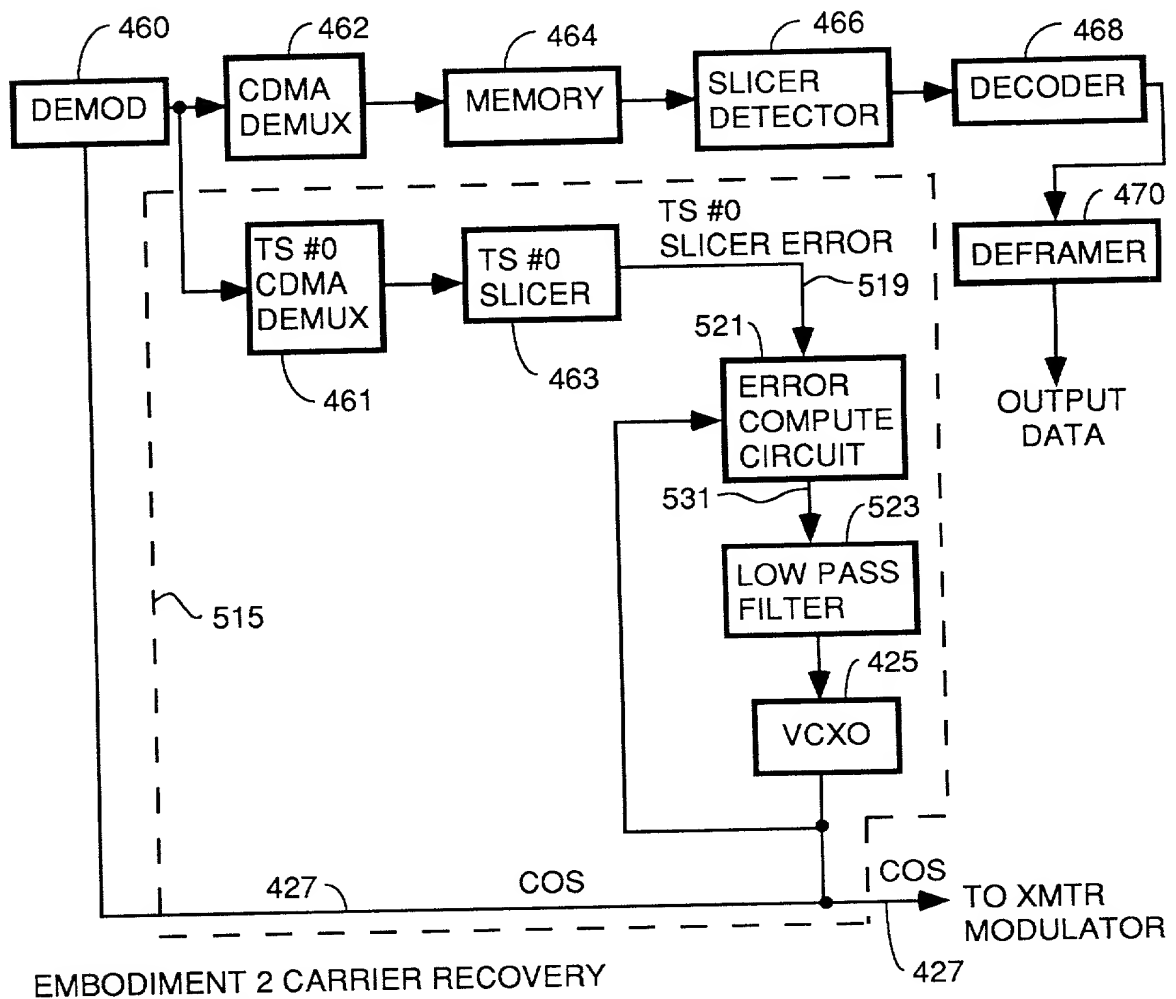 460
462
464
466
468
DEMOD
CDMA
DEMUX
MEMORY
SLICER
DETECTOR
DECODER
TS #0
CDMA
DEMUX
TS #0
SLICER
TS #0
SLICER ERROR
470
DEFRAMER
519
461
463
521
ERROR
COMPUTE
CIRCUIT
OUTPUT
DATA
531
523
LOW PASS
FILTER
515
425
VCXO
427
COS
COS
TO XMTR
MODULATOR
427
EMBODIMENT 2 CARRIER RECOVERY